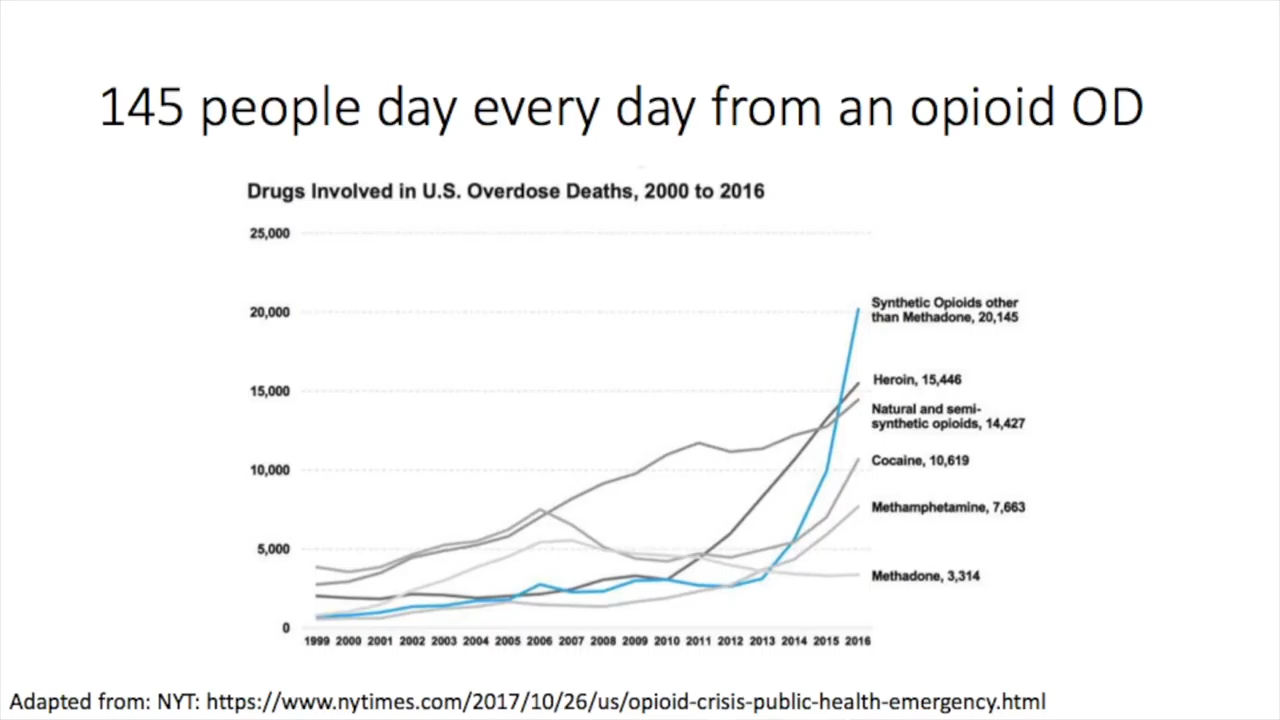 145 people day every day from an opioid OD
Drugs Involved in U.S. Overdose Deaths, 2000 to 2016
25,000
20,000
15,000
10,000
5,000
0
Synthetic Opioids other
than Methadone, 20,145
Heroin, 15,446
Natural and semi-
synthetic opioids, 14,427
Cocaine, 10,619
Methamphetamine, 7,663
Methadone, 3,314
1999 2000 2001 2002 2003 2004 2005 2006 2007 2008 2009 2010 2011 2012 2013 2014 2015 2016
Adapted from: NYT: https://www.nytimes.com/2017/10/26/us/opioid-crisis-public-health-emergency.html